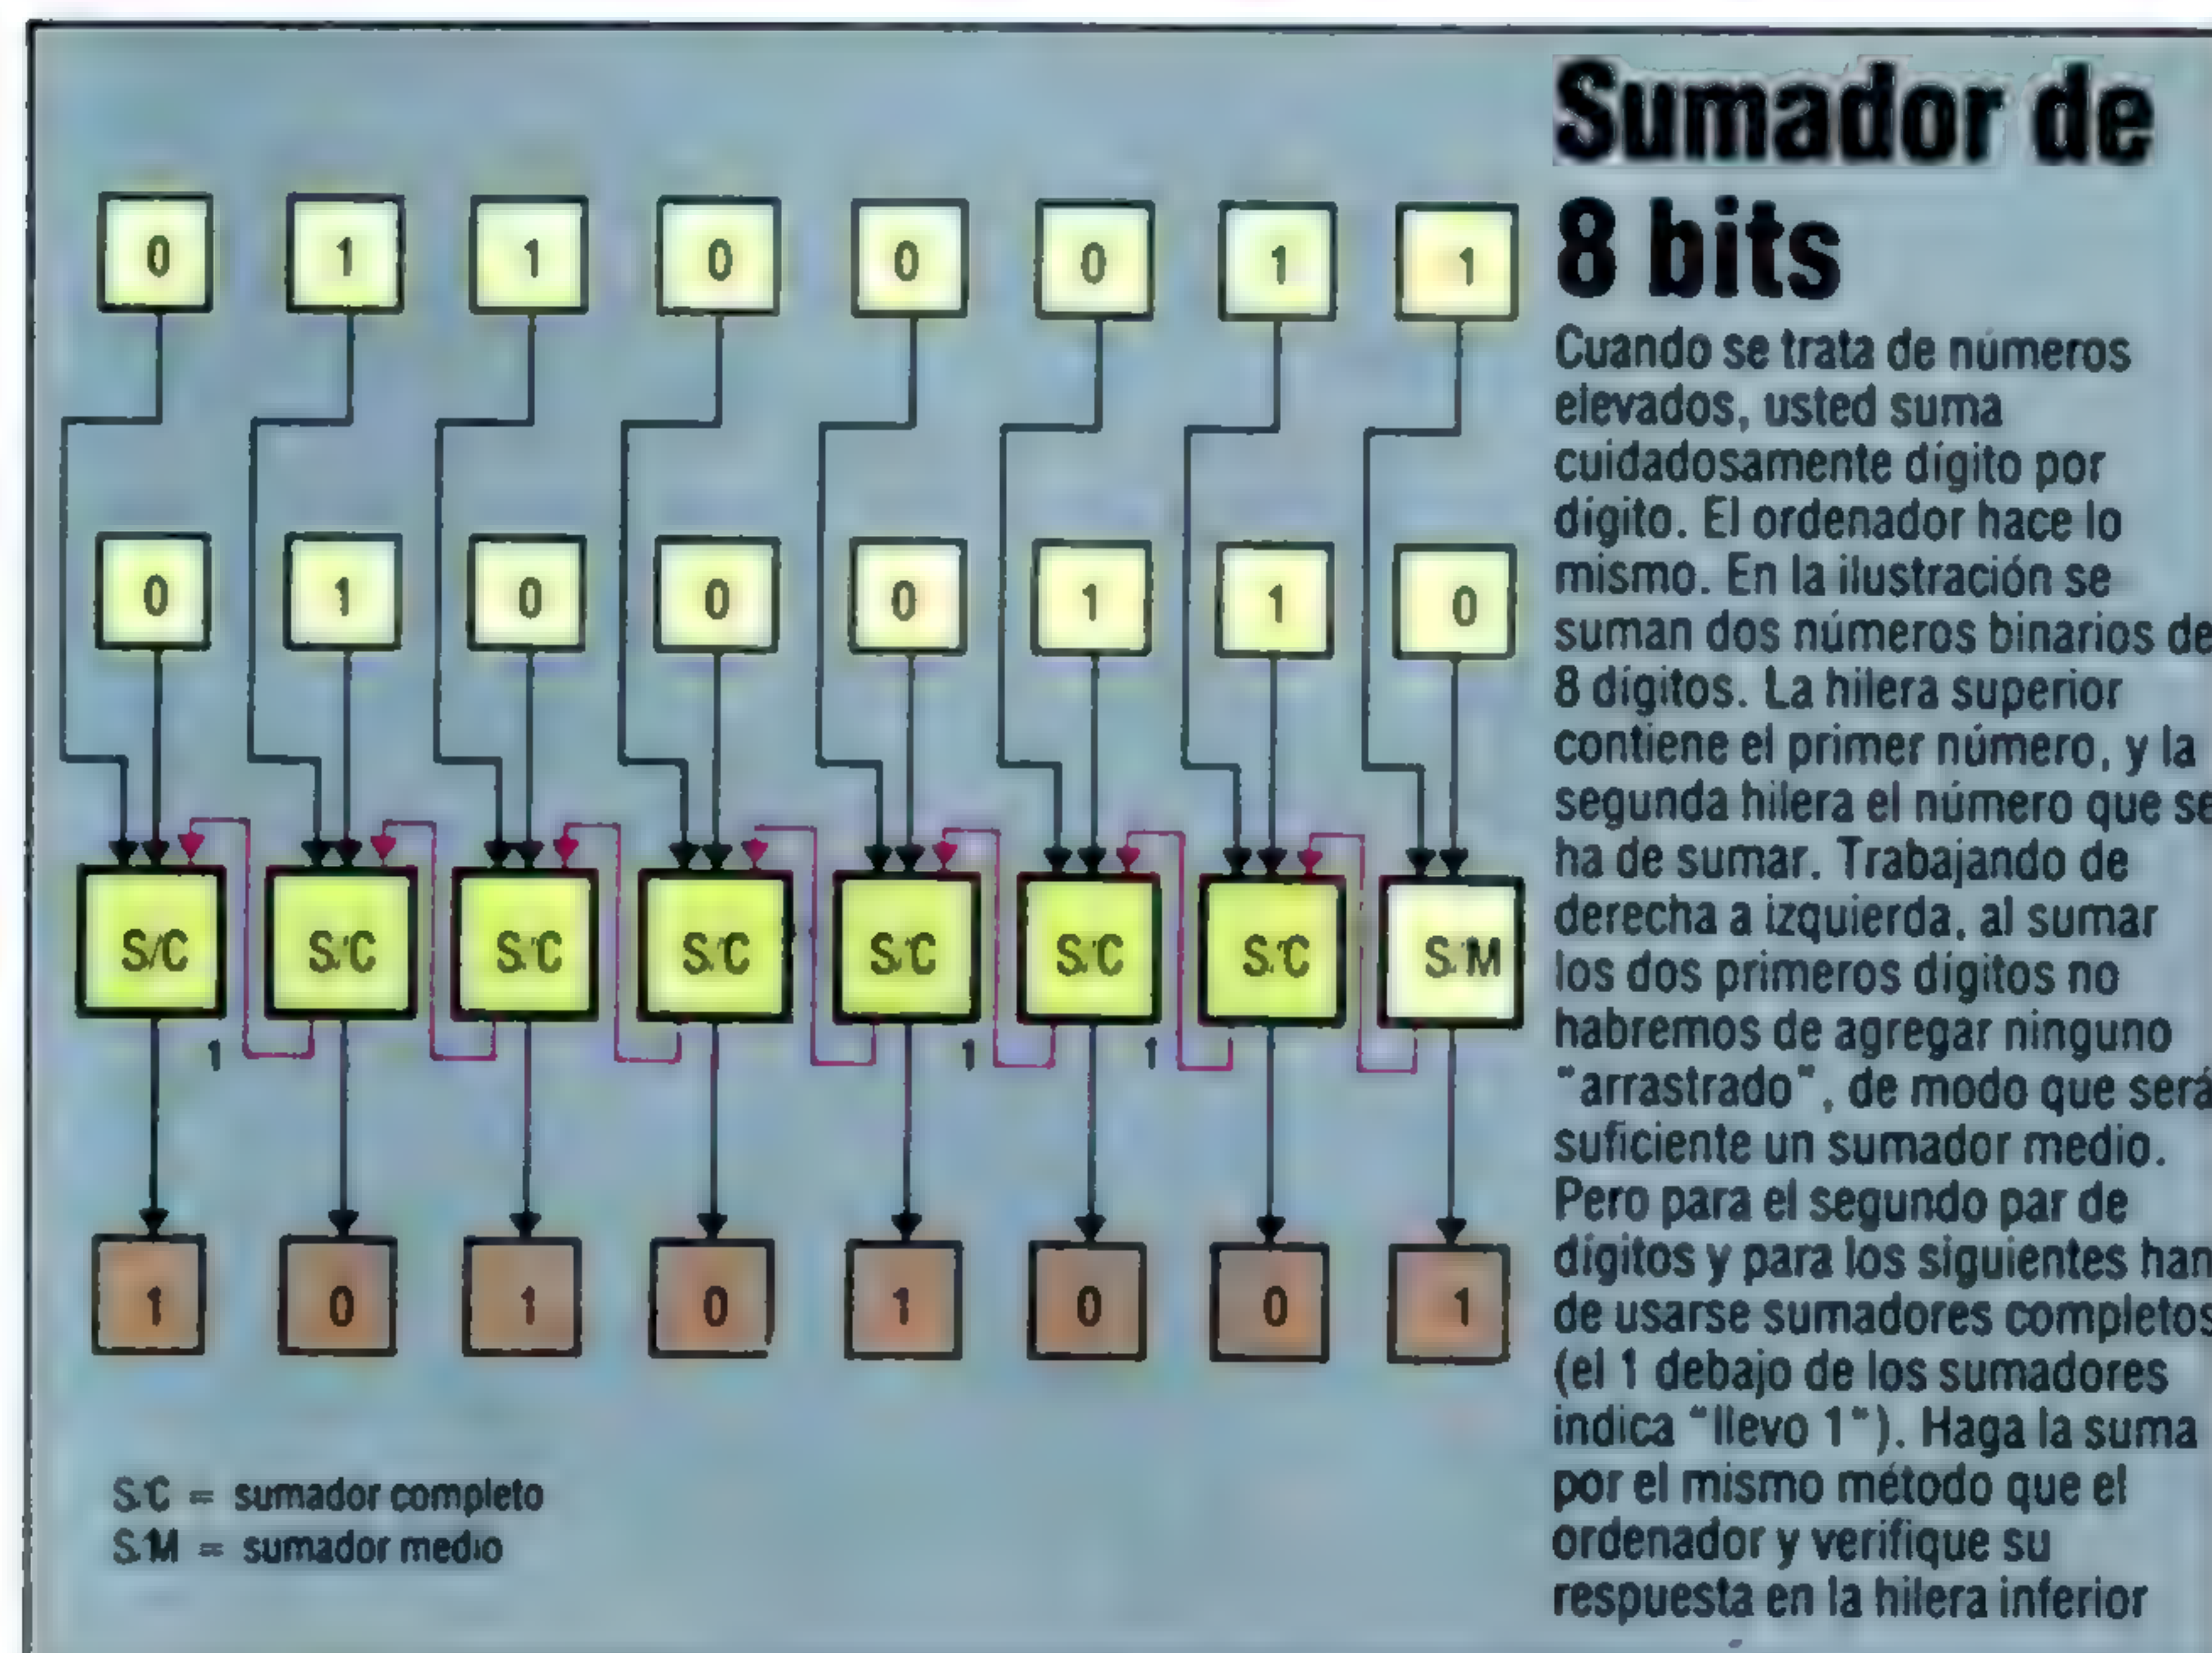 Sumador de
8 bits
0 1 1 0 0 0 1 1
0 1 0 0 0 1 1 0
S/C S/C S/C S/C S/C S/C S/C S/M
1 1 1
1 0 1 0 1 0 0 1
S/C = sumador completo
S/M = sumador medio
Cuando se trata de números
elevados, usted suma
cuidadosamente dígito por
dígito. El ordenador hace lo
mismo. En la ilustración se
suman dos números binarios de
8 dígitos. La hilera superior
contiene el primer número, y la
segunda hilera el número que se
ha de sumar. Trabajando de
derecha a izquierda, al sumar
los dos primeros dígitos no
habremos de agregar ninguno
"arrastrado", de modo que será
suficiente un sumador medio.
Pero para el segundo par de
dígitos y para los siguientes han
de usarse sumadores completos
(el 1 debajo de los sumadores
indica "llevo 1"). Haga la suma
por el mismo método que el
ordenador y verifique su
respuesta en la hilera inferior